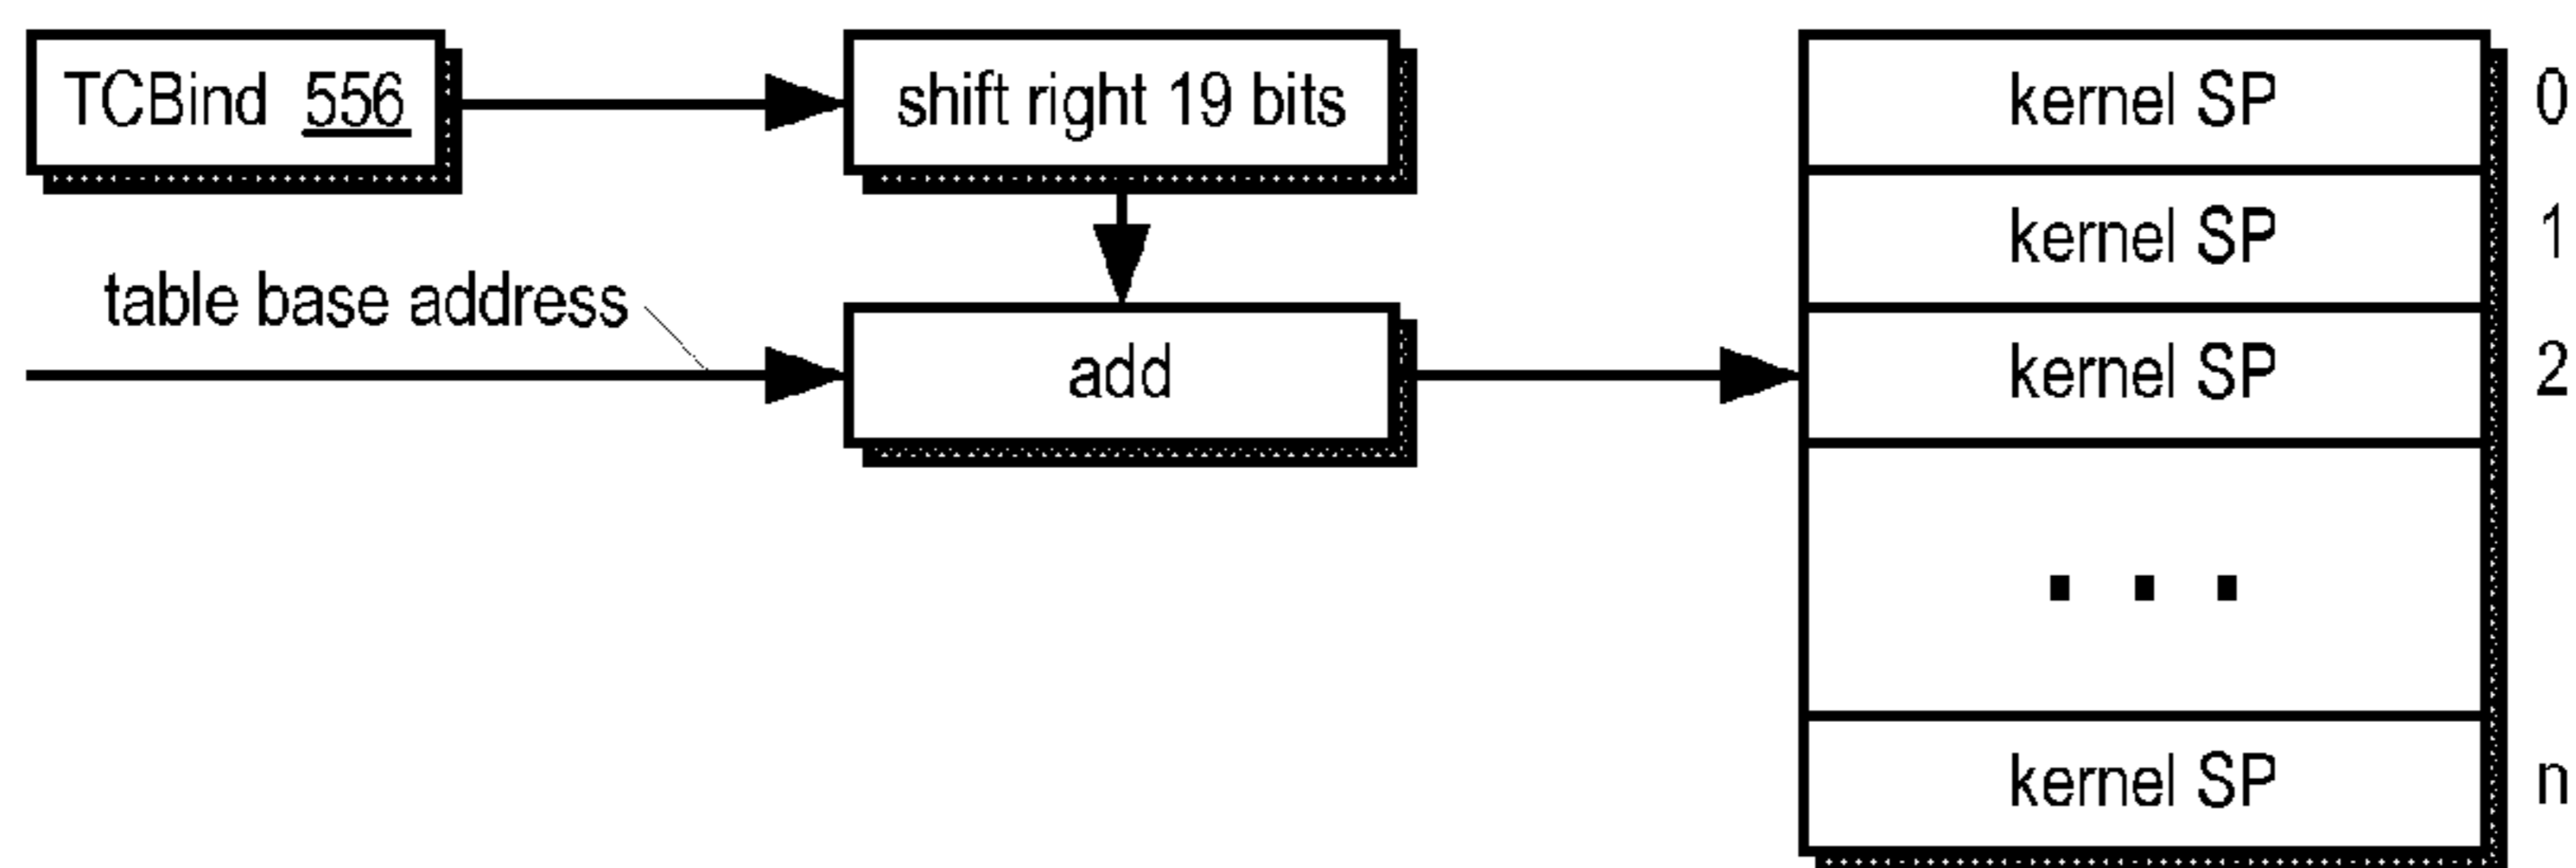 TCBind 556
shift right 19 bits
table base address
add
kernel SP 0
kernel SP 1
kernel SP 2
. . .
kernel SP n